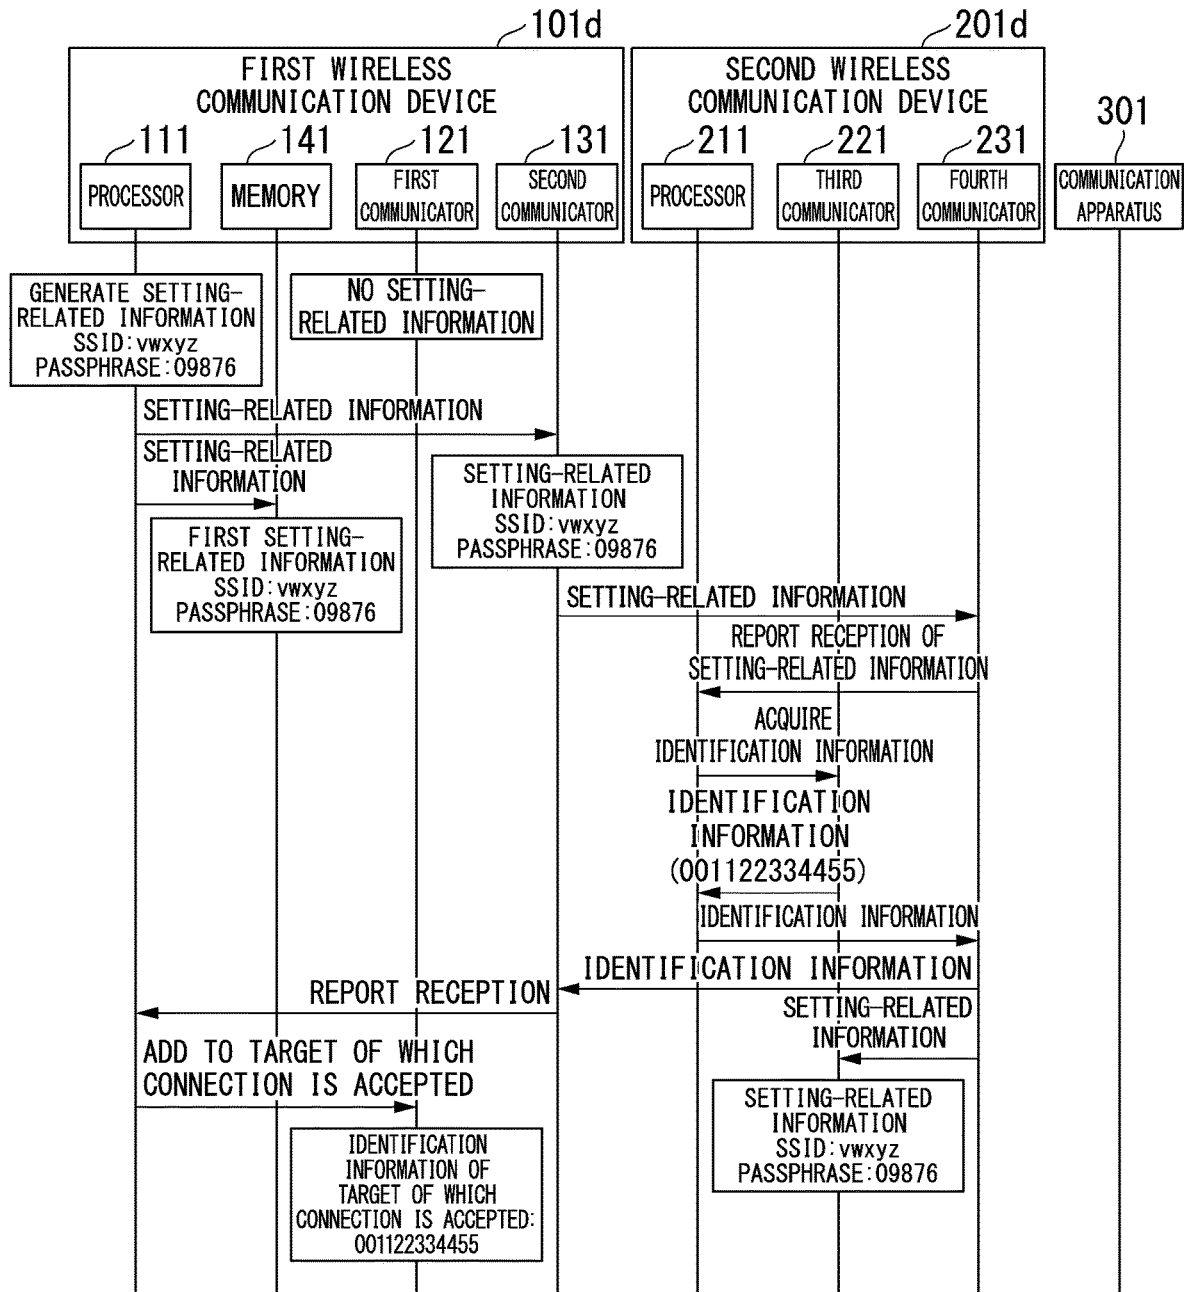 101d
201d
FIRST WIRELESS
COMMUNICATION DEVICE
SECOND WIRELESS
COMMUNICATION DEVICE
301
111
141
121
131
211
221
231
PROCESSOR
MEMORY
FIRST
COMMUNICATOR
SECOND
COMMUNICATOR
PROCESSOR
THIRD
COMMUNICATOR
FOURTH
COMMUNICATOR
COMMUNICATION
APPARATUS
GENERATE SETTING-
RELATED INFORMATION
SSID:vwxyz
PASSPHRASE:09876
NO SETTING-
RELATED INFORMATION
SETTING-RELATED INFORMATION
SETTING-RELATED
INFORMATION
SETTING-RELATED
INFORMATION
SSID:vwxyz
PASSPHRASE:09876
FIRST SETTING-
RELATED INFORMATION
SSID:vwxyz
PASSPHRASE:09876
SETTING-RELATED INFORMATION
REPORT RECEPTION OF
SETTING-RELATED INFORMATION
ACQUIRE
IDENTIFICATION INFORMATION
IDENTIFICATION
INFORMATION
(001122334455)
IDENTIFICATION INFORMATION
IDENTIFICATION INFORMATION
REPORT RECEPTION
SETTING-RELATED
INFORMATION
ADD TO TARGET OF WHICH
CONNECTION IS ACCEPTED
SETTING-RELATED
INFORMATION
SSID:vwxyz
PASSPHRASE:09876
IDENTIFICATION
INFORMATION OF
TARGET OF WHICH
CONNECTION IS ACCEPTED:
001122334455